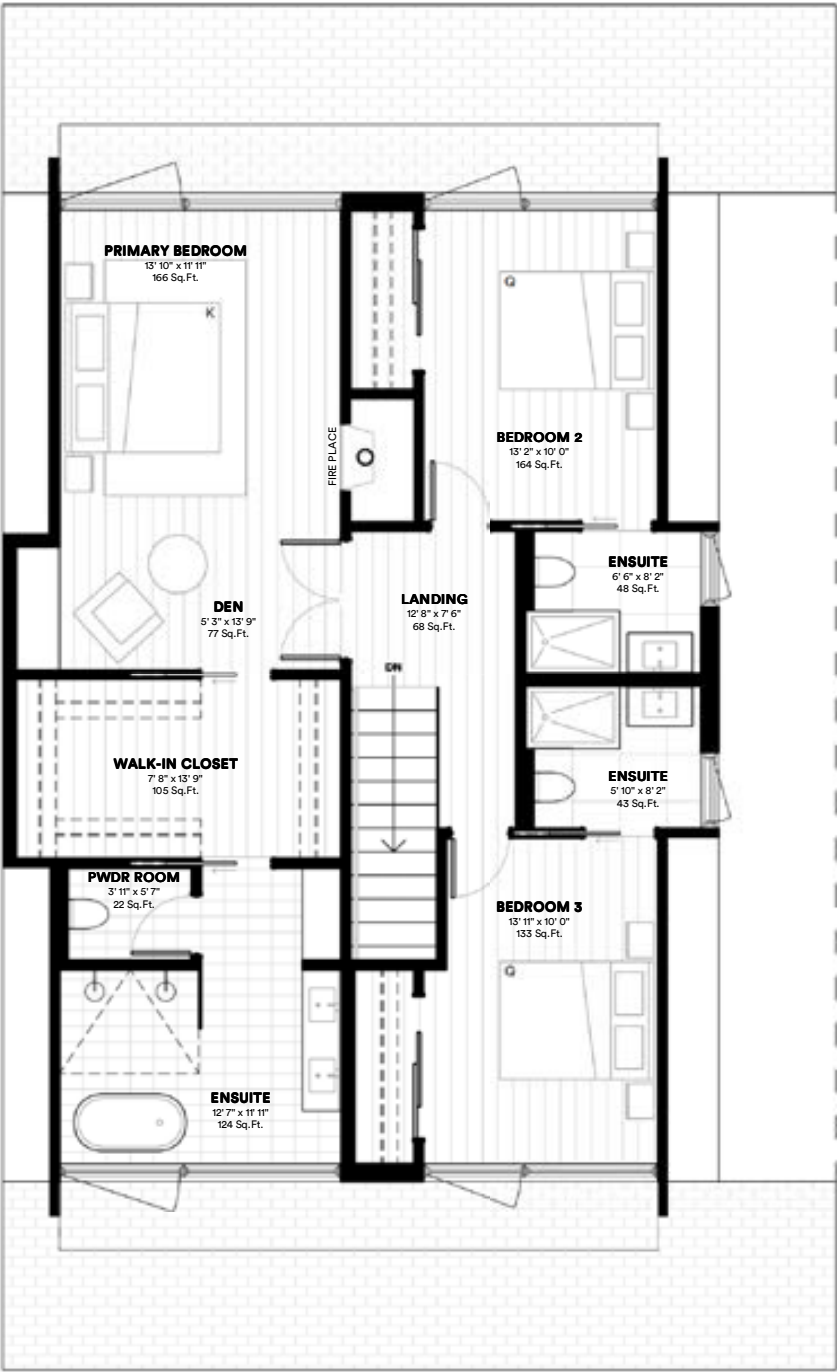 PRIMARY BEDROOM
13' 10" x 11' 11"
166 Sq.Ft.
K
Q
BEDROOM 2
13' 2" x 10' 0"
164 Sq.Ft.
FIRE PLACE
ENSUITE
6' 6" x 8' 2"
48 Sq.Ft.
DEN
5' 3" x 13' 9"
77 Sq.Ft.
LANDING
12' 8" x 7' 6"
68 Sq.Ft.
DN
WALK-IN CLOSET
7' 8" x 13' 9"
105 Sq.Ft.
ENSUITE
5' 10" x 8' 2"
43 Sq.Ft.
PWDR ROOM
3' 11" x 5' 7"
22 Sq.Ft.
BEDROOM 3
13' 11" x 10' 0"
133 Sq.Ft.
Q
ENSUITE
12' 7" x 11' 11"
124 Sq.Ft.